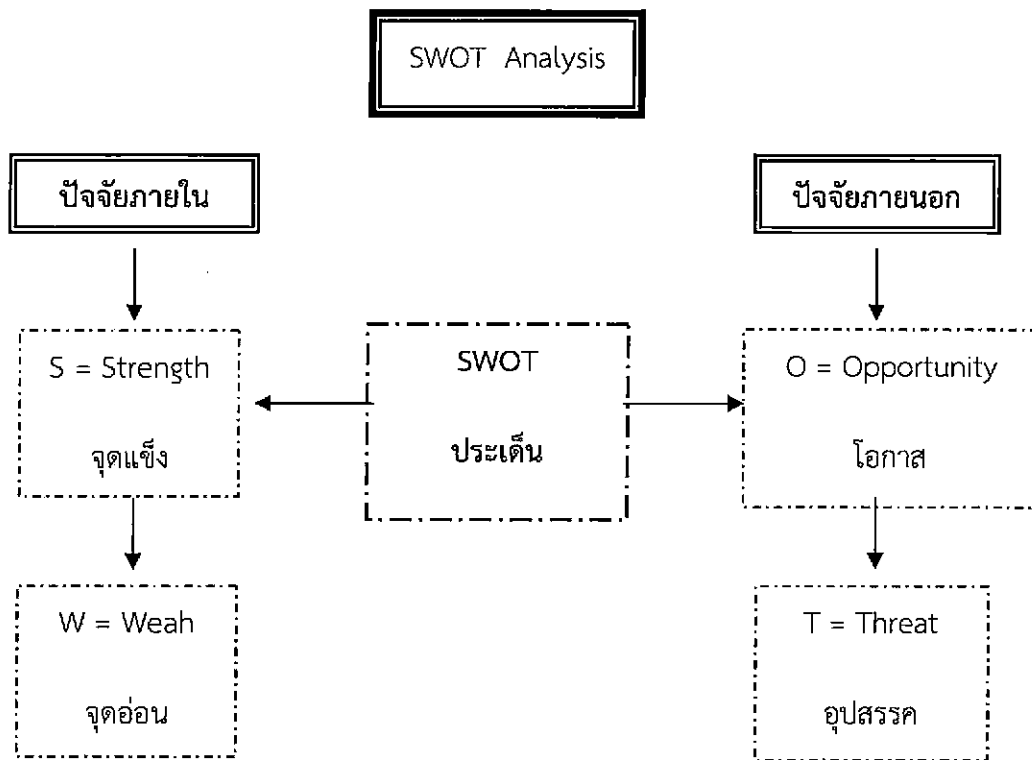 SWOT Analysis
ปัจจัยภายใน
ปัจจัยภายนอก
S = Strength
จุดแข็ง
SWOT
ประเด็น
O = Opportunity
โอกาส
W = Weah
จุดอ่อน
T = Threat
อุปสรรค